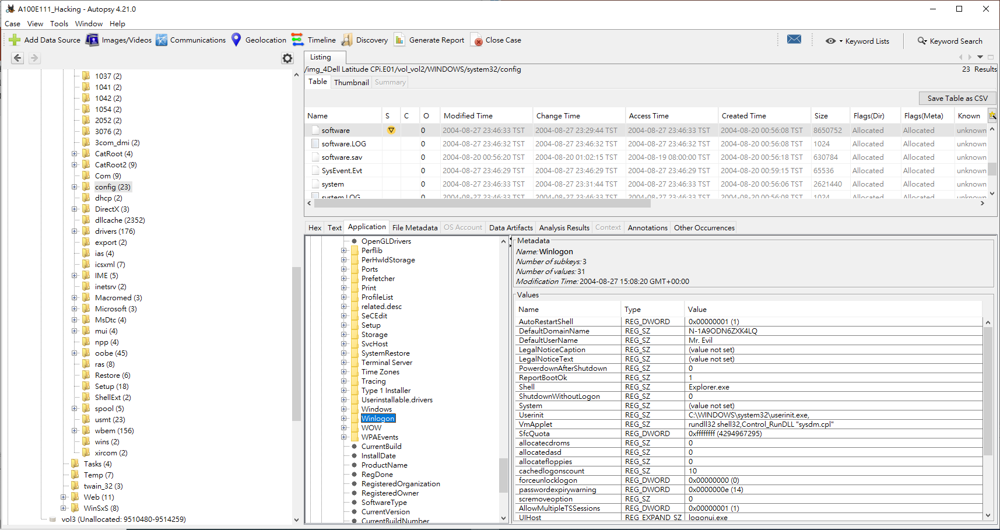 A100E111_Hacking - Autopsy 4.21.0
Case View Tools Window Help
Add Data Source Images/Videos Communications Geolocation Timeline Discovery Generate Report Close Case Keyword Lists Keyword Search
1037 (2)
1041 (2)
1042 (2)
1054 (2)
2052 (2)
3076 (2)
3com_dmi (2)
CatRoot (4)
CatRoot2 (9)
Com (9)
config (23)
dhcp (2)
DirectX (3)
dllcache (2352)
drivers (176)
export (2)
ias (4)
icsxml (7)
IME (5)
inetsrv (2)
Macromed (3)
Microsoft (3)
MsDtc (4)
mui (4)
npp (4)
oobe (45)
ras (8)
Restore (6)
Setup (18)
ShellExt (2)
spool (5)
usmt (23)
wbem (156)
wins (2)
xircom (2)
Tasks (4)
Temp (7)
twain_32 (3)
Web (11)
WinSxS (8)
vol3 (Unallocated: 9510480-9514259)
Listing
/img_4Dell Latitude CPi.E01/vol_vol2/WINDOWS/system32/config
23 Results
Table Thumbnail Summary
Save Table as CSV
Name S C O Modified Time Change Time Access Time Created Time Size Flags(Dir) Flags(Meta) Known
software 0 2004-08-27 23:46:33 TST 2004-08-27 23:29:44 TST 2004-08-27 23:46:33 TST 2004-08-20 00:56:08 TST 8650752 Allocated Allocated unknown
software.LOG 0 2004-08-27 23:46:32 TST 2004-08-27 23:46:32 TST 2004-08-27 23:46:32 TST 2004-08-20 00:56:08 TST 1024 Allocated Allocated unknown
software.sav 0 2004-08-20 00:56:20 TST 2004-08-20 01:02:15 TST 2004-08-19 08:00:00 TST 2004-08-20 00:56:18 TST 630784 Allocated Allocated unknown
SysEvent.Evt 0 2004-08-27 23:46:29 TST 2004-08-27 23:46:29 TST 2004-08-27 23:46:29 TST 2004-08-20 00:59:15 TST 65536 Allocated Allocated unknown
system 0 2004-08-27 23:46:33 TST 2004-08-27 23:31:44 TST 2004-08-27 23:46:33 TST 2004-08-20 00:56:06 TST 2621440 Allocated Allocated unknown
system.LOG 0 2004-08-27 23:46:33 TST 2004-08-27 23:46:33 TST 2004-08-27 23:46:33 TST 2004-08-20 00:56:08 TST 1024 Allocated Allocated unknown
Hex Text Application File Metadata OS Account Data Artifacts Analysis Results Context Annotations Other Occurrences
OpenGLDrivers
Perflib
PerHwIdStorage
Ports
Prefetcher
Print
ProfileList
related.desc
SeCEdit
Setup
Storage
SvcHost
SystemRestore
Terminal Server
Time Zones
Tracing
Type 1 Installer
Userinstallable.drivers
Windows
Winlogon
WOW
WPAEvents
CurrentBuild
InstallDate
ProductName
RegDone
RegisteredOrganization
RegisteredOwner
SoftwareType
CurrentVersion
CurrentBuildNumber
Metadata
Name: Winlogon
Number of subkeys: 3
Number of values: 31
Modification Time: 2004-08-27 15:08:20 GMT+00:00
Values
Name Type Value
AutoRestartShell REG_DWORD 0x00000001 (1)
DefaultDomainName REG_SZ N-1A9ODN6ZXK4LQ
DefaultUserName REG_SZ Mr. Evil
LegalNoticeCaption REG_SZ (value not set)
LegalNoticeText REG_SZ (value not set)
PowerdownAfterShutdown REG_SZ 0
ReportBootOk REG_SZ 1
Shell REG_SZ Explorer.exe
ShutdownWithoutLogon REG_SZ 0
System REG_SZ (value not set)
Userinit REG_SZ C:\WINDOWS\system32\userinit.exe,
VmApplet REG_SZ rundll32 shell32,Control_RunDLL "sysdm.cpl"
SfcQuota REG_DWORD 0xffffffff (4294967295)
allocatecdroms REG_SZ 0
allocatedasd REG_SZ 0
allocatefloppies REG_SZ 0
cachedlogonscount REG_SZ 10
forceunlocklogon REG_DWORD 0x00000000 (0)
passwordexpirywarning REG_DWORD 0x0000000e (14)
scremoveoption REG_SZ 0
AllowMultipleTSSessions REG_DWORD 0x00000001 (1)
UIHost REG_EXPAND_SZ logonui.exe